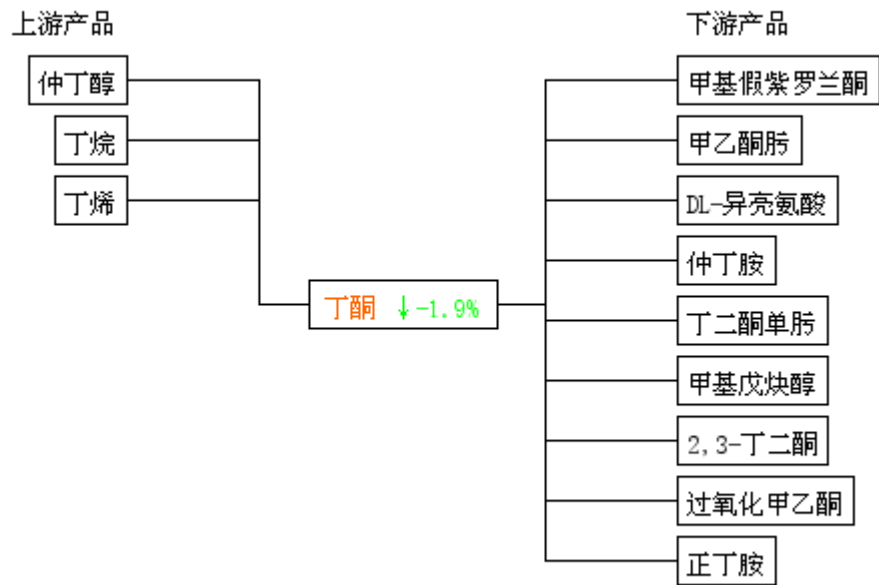 上游产品
仲丁醇
丁烷
丁烯
丁酮 ↓-1.9%
下游产品
甲基假紫罗兰酮
甲乙酮肟
DL-异亮氨酸
仲丁胺
丁二酮单肟
甲基戊炔醇
2,3-丁二酮
过氧化甲乙酮
正丁胺